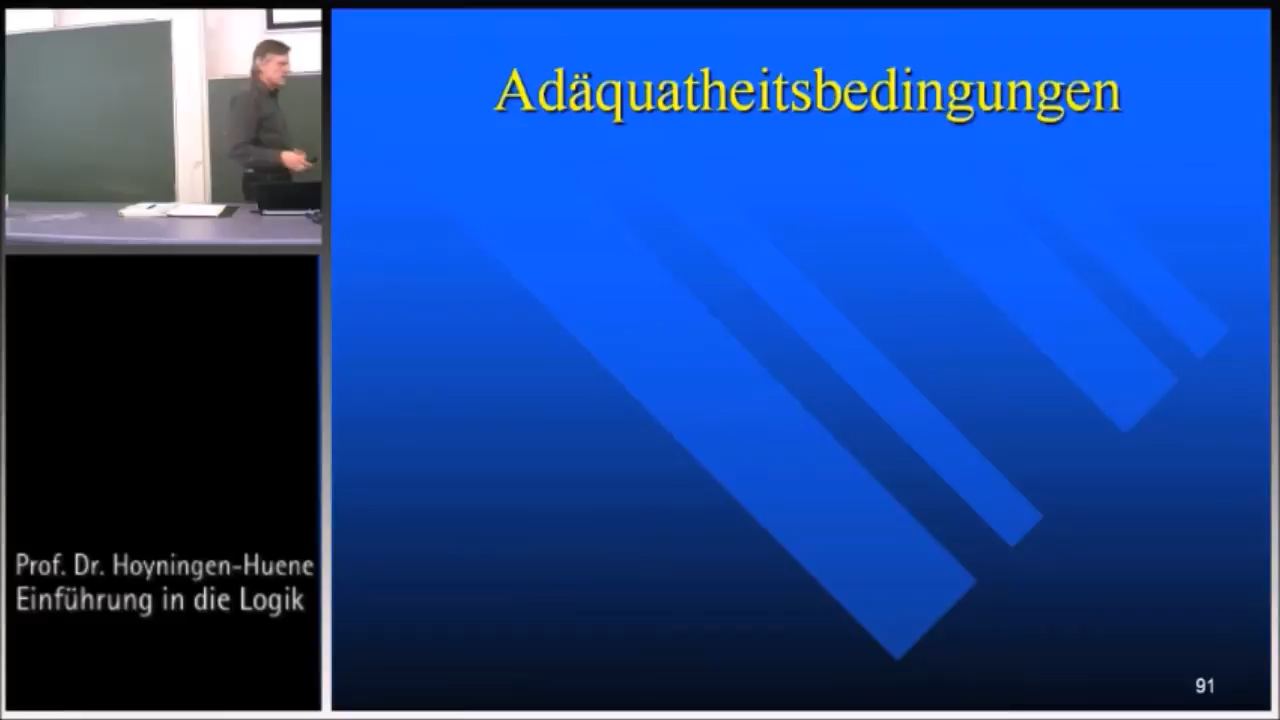 Adäquatheitsbedingungen
Prof. Dr. Hoyningen-Huene
Einführung in die Logik
91